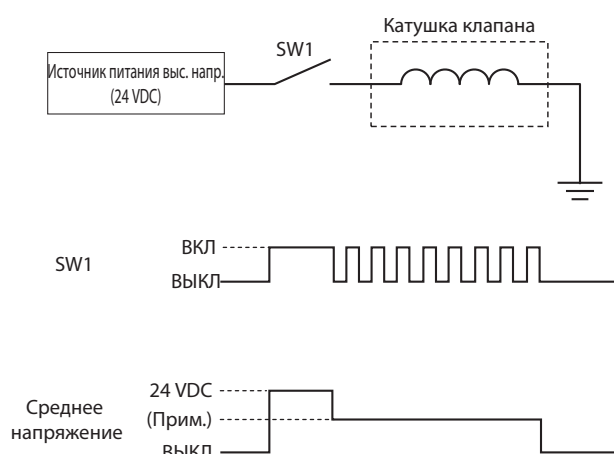 Катушка клапана
SW1
Источник питания выс. напр.
(24 VDC)
SW1
ВКЛ
ВЫКЛ
Среднее
напряжение
24 VDC
(Прим.)
ВЫКЛ